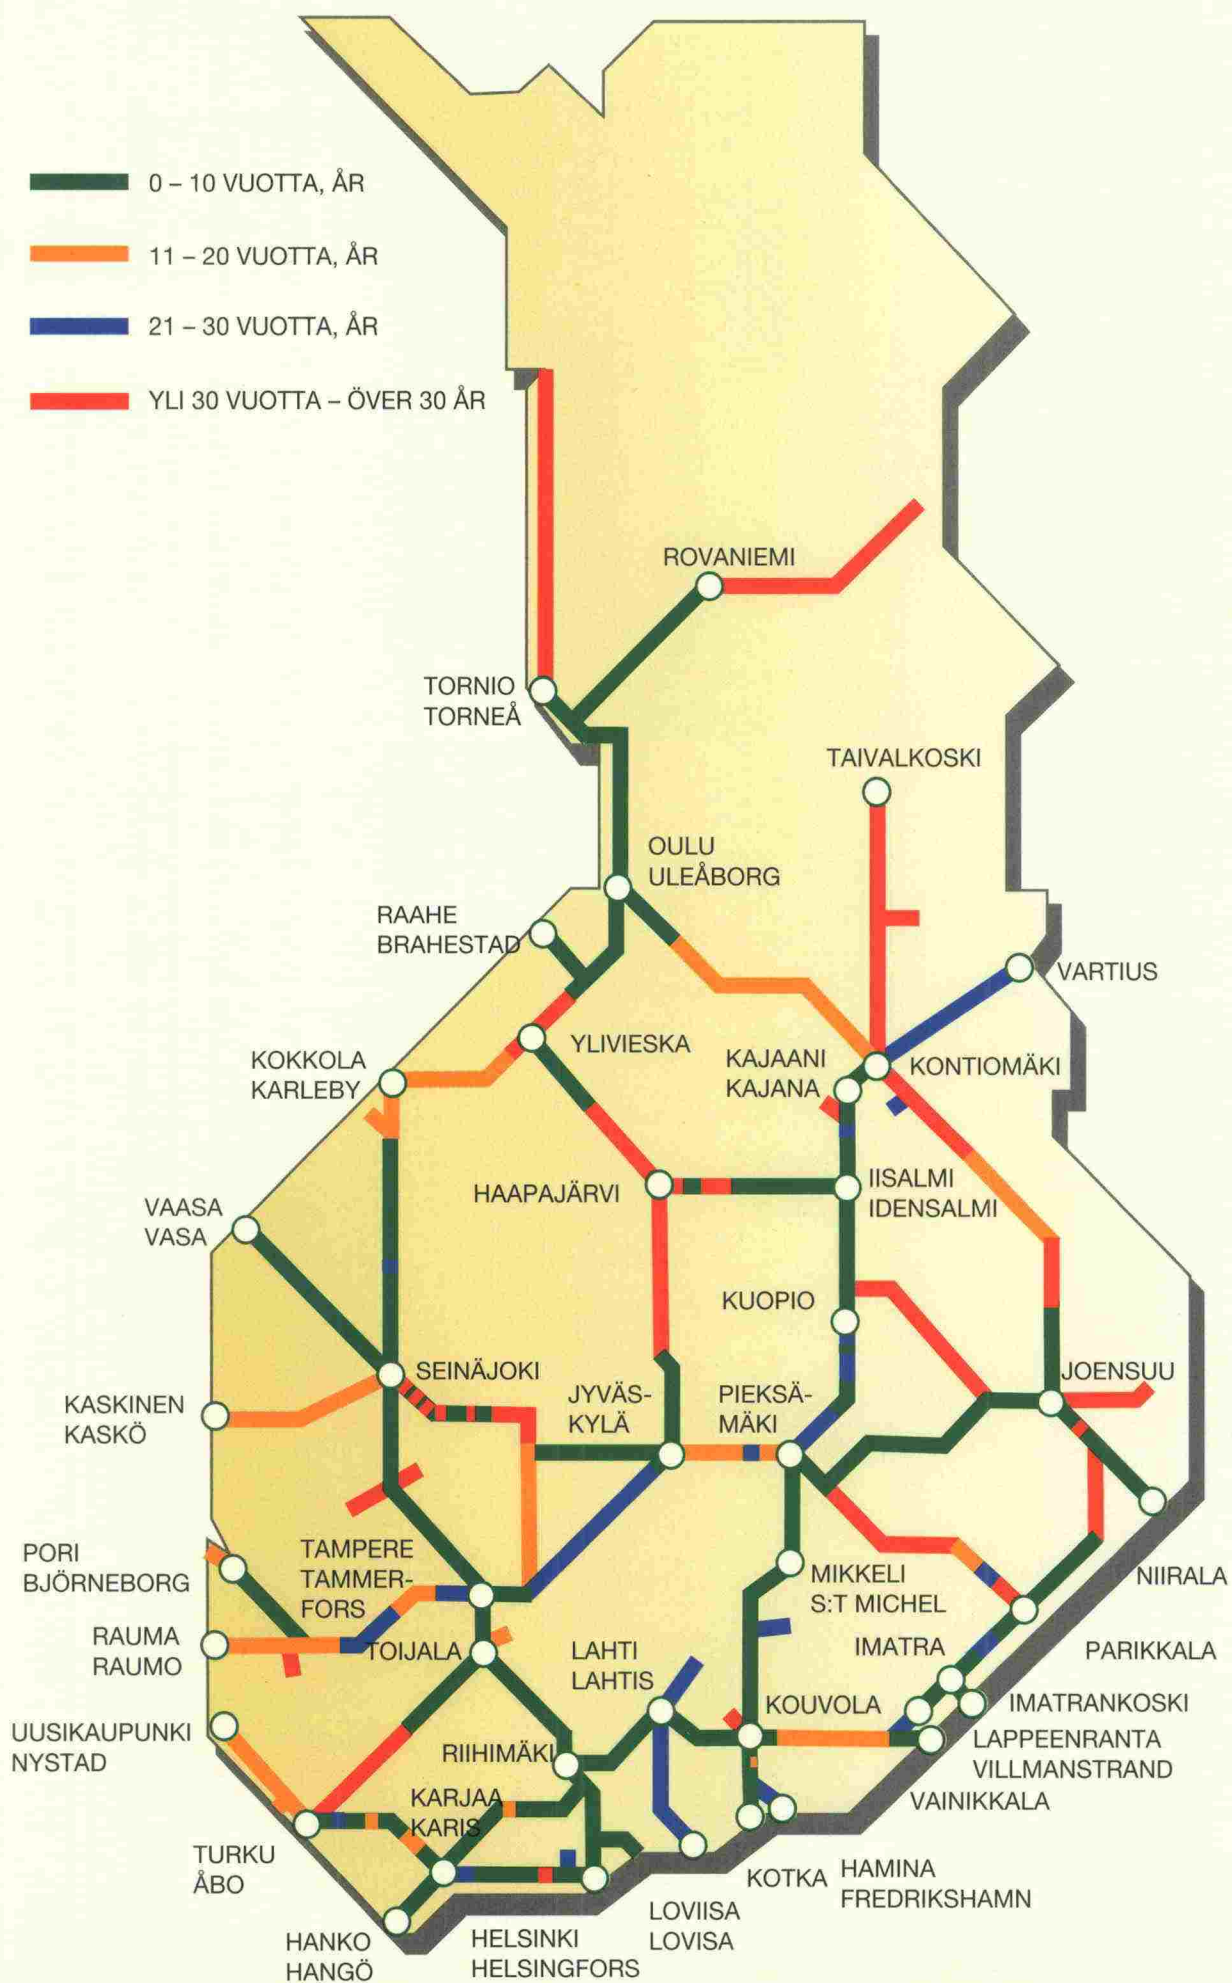 0 – 10 VUOTTA, ÅR
11 – 20 VUOTTA, ÅR
21 – 30 VUOTTA, ÅR
YLI 30 VUOTTA – ÖVER 30 ÅR
ROVANIEMI
TORNIO
TORNEÅ
TAIVALKOSKI
OULU
ULEÅBORG
RAAHE
BRAHESTAD
VARTIUS
YLIVIESKA
KOKKOLA
KARLEBY
KAJAANI
KAJANA
KONTIOMÄKI
HAAPAJÄRVI
IISALMI
IDENSALMI
VAASA
VASA
KUOPIO
SEINÄJOKI
JOENSUU
KASKINEN
KASKÖ
JYVÄS-
KYLÄ
PIEKSÄ-
MÄKI
PORI
BJÖRNEBORG
TAMPERE
TAMMER-
FORS
MIKKELI
S:T MICHEL
NIIRALA
RAUMA
RAUMO
TOIJALA
LAHTI
LAHTIS
IMATRA
PARIKKALA
UUSIKAUPUNKI
NYSTAD
RIIHIMÄKI
KOUVOLA
IMATRANKOSKI
LAPPEENRANTA
VILLMANSTRAND
KARJAA
KARIS
VAINIKKALA
TURKU
ÅBO
KOTKA
HAMINA
FREDRIKSHAMN
LOVIISA
LOVISA
HANKO
HANGÖ
HELSINKI
HELSINGFORS